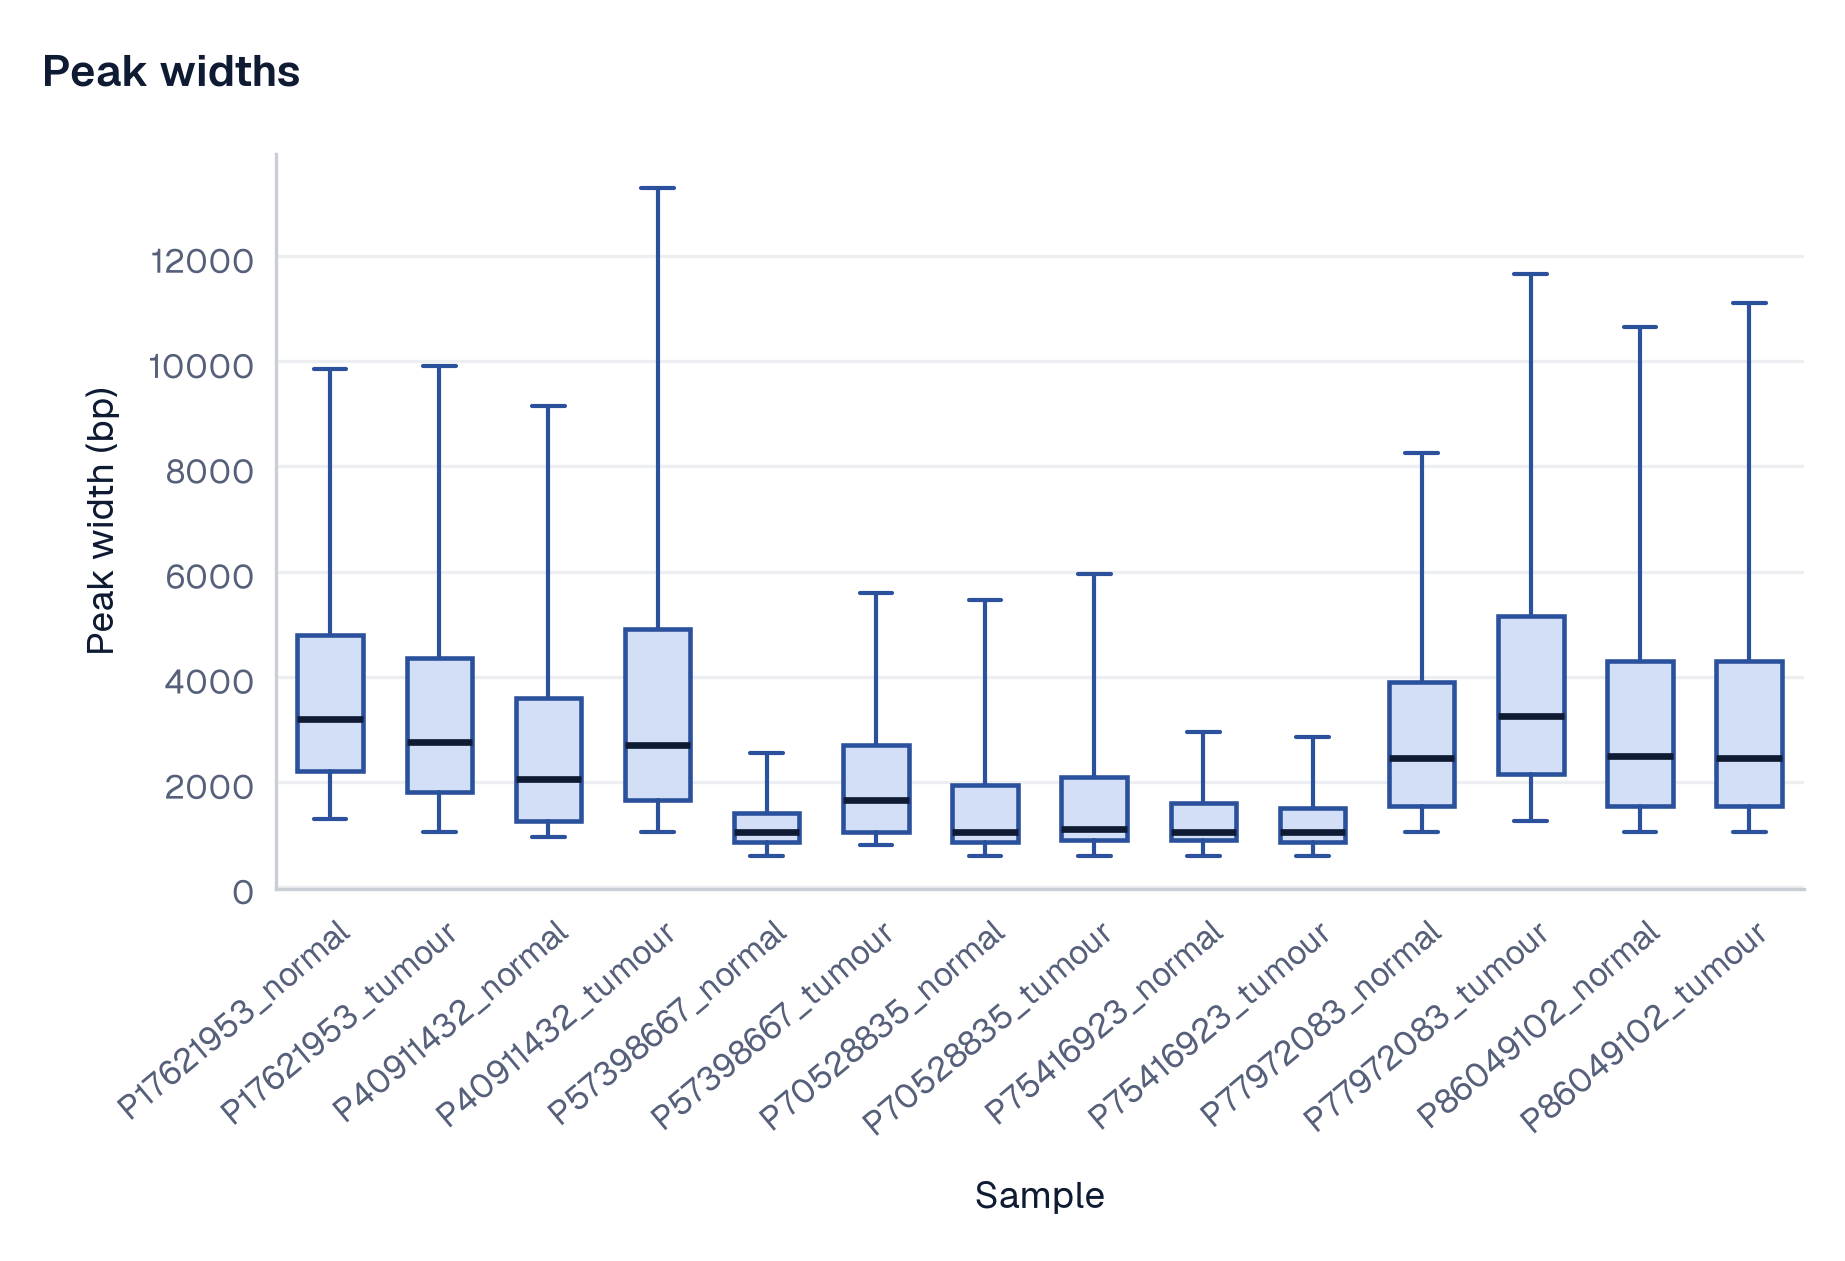 Peak widths
Peak width (bp)
12000
10000
8000
6000
4000
2000
0
P17621953_normal
P17621953_tumour
P40911432_normal
P40911432_tumour
P57398667_normal
P57398667_tumour
P70528835_normal
P70528835_tumour
P75416923_normal
P75416923_tumour
P77972083_normal
P77972083_tumour
P86049102_normal
P86049102_tumour
Sample